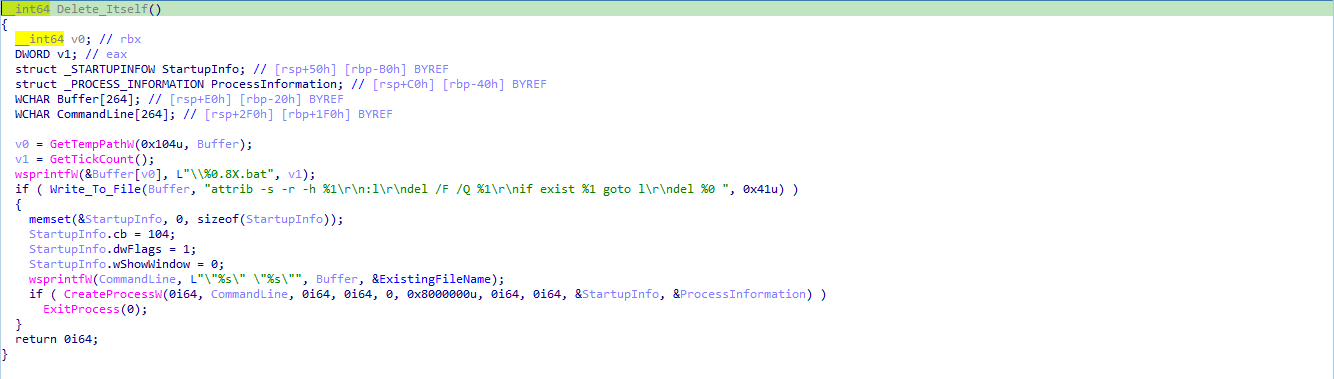 __int64 Delete_Itself()
{
  __int64 v0; // rbx
  DWORD v1; // eax
  struct _STARTUPINFOW StartupInfo; // [rsp+50h] [rbp-B0h] BYREF
  struct _PROCESS_INFORMATION ProcessInformation; // [rsp+C0h] [rbp-40h] BYREF
  WCHAR Buffer[264]; // [rsp+E0h] [rbp-20h] BYREF
  WCHAR CommandLine[264]; // [rsp+2F0h] [rbp+1F0h] BYREF

  v0 = GetTempPathW(0x104u, Buffer);
  v1 = GetTickCount();
  wsprintfW(&Buffer[v0], L"\\%0.8X.bat", v1);
  if ( Write_To_File(Buffer, "attrib -s -r -h %1\r\n:l\r\ndel /F /Q %1\r\nif exist %1 goto l\r\ndel %0 ", 0x41u) )
  {
    memset(&StartupInfo, 0, sizeof(StartupInfo));
    StartupInfo.cb = 104;
    StartupInfo.dwFlags = 1;
    StartupInfo.wShowWindow = 0;
    wsprintfW(CommandLine, L"\"%s\" \"%s\"", Buffer, &ExistingFileName);
    if ( CreateProcessW(0i64, CommandLine, 0i64, 0i64, 0, 0x8000000u, 0i64, 0i64, &StartupInfo, &ProcessInformation) )
      ExitProcess(0);
  }
  return 0i64;
}